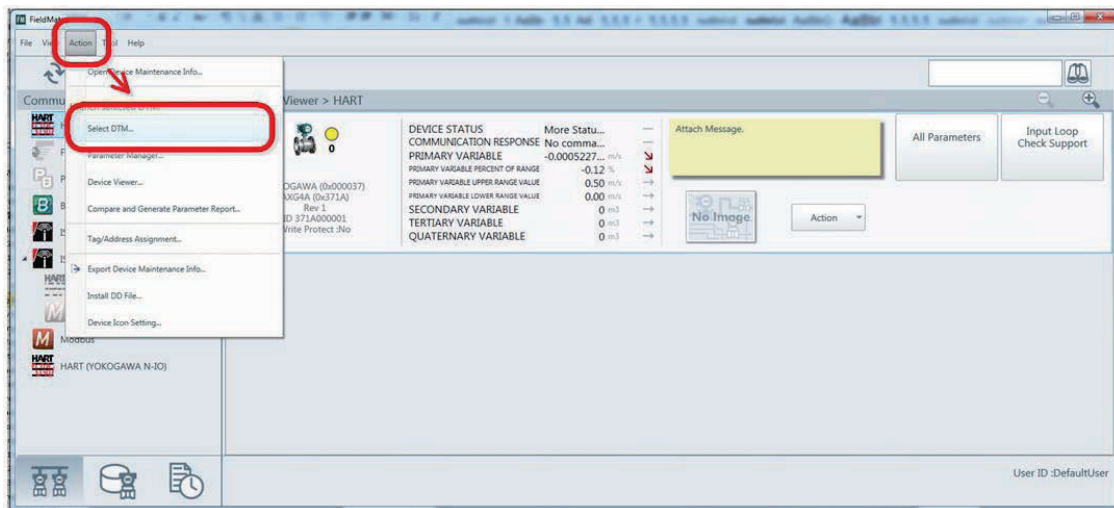 FieldMat
File View Action Tool Help
Open Device Maintenance Info...
Commu
Viewer > HART
Select DTM...
Parameter Manager...
Device Viewer...
Compare and Generate Parameter Report...
Tag/Address Assignment...
Export Device Maintenance Info...
Install DD File...
Device Icon Setting...
HART
Modbus
HART (YOKOGAWA N-IO)
0
OGAWA (0x000037)
AXG4A (0x371A)
Rev 1
ID 371A000001
Write Protect :No
DEVICE STATUS More Statu... —
COMMUNICATION RESPONSE No comma... —
PRIMARY VARIABLE -0.0005227... m/s
PRIMARY VARIABLE PERCENT OF RANGE -0.12 %
PRIMARY VARIABLE UPPER RANGE VALUE 0.50 m/s
PRIMARY VARIABLE LOWER RANGE VALUE 0.00 m/s
SECONDARY VARIABLE 0 m3
TERTIARY VARIABLE 0 m3
QUATERNARY VARIABLE 0 m3
Attach Message.
No Image
Action
All Parameters
Input Loop
Check Support
User ID :DefaultUser